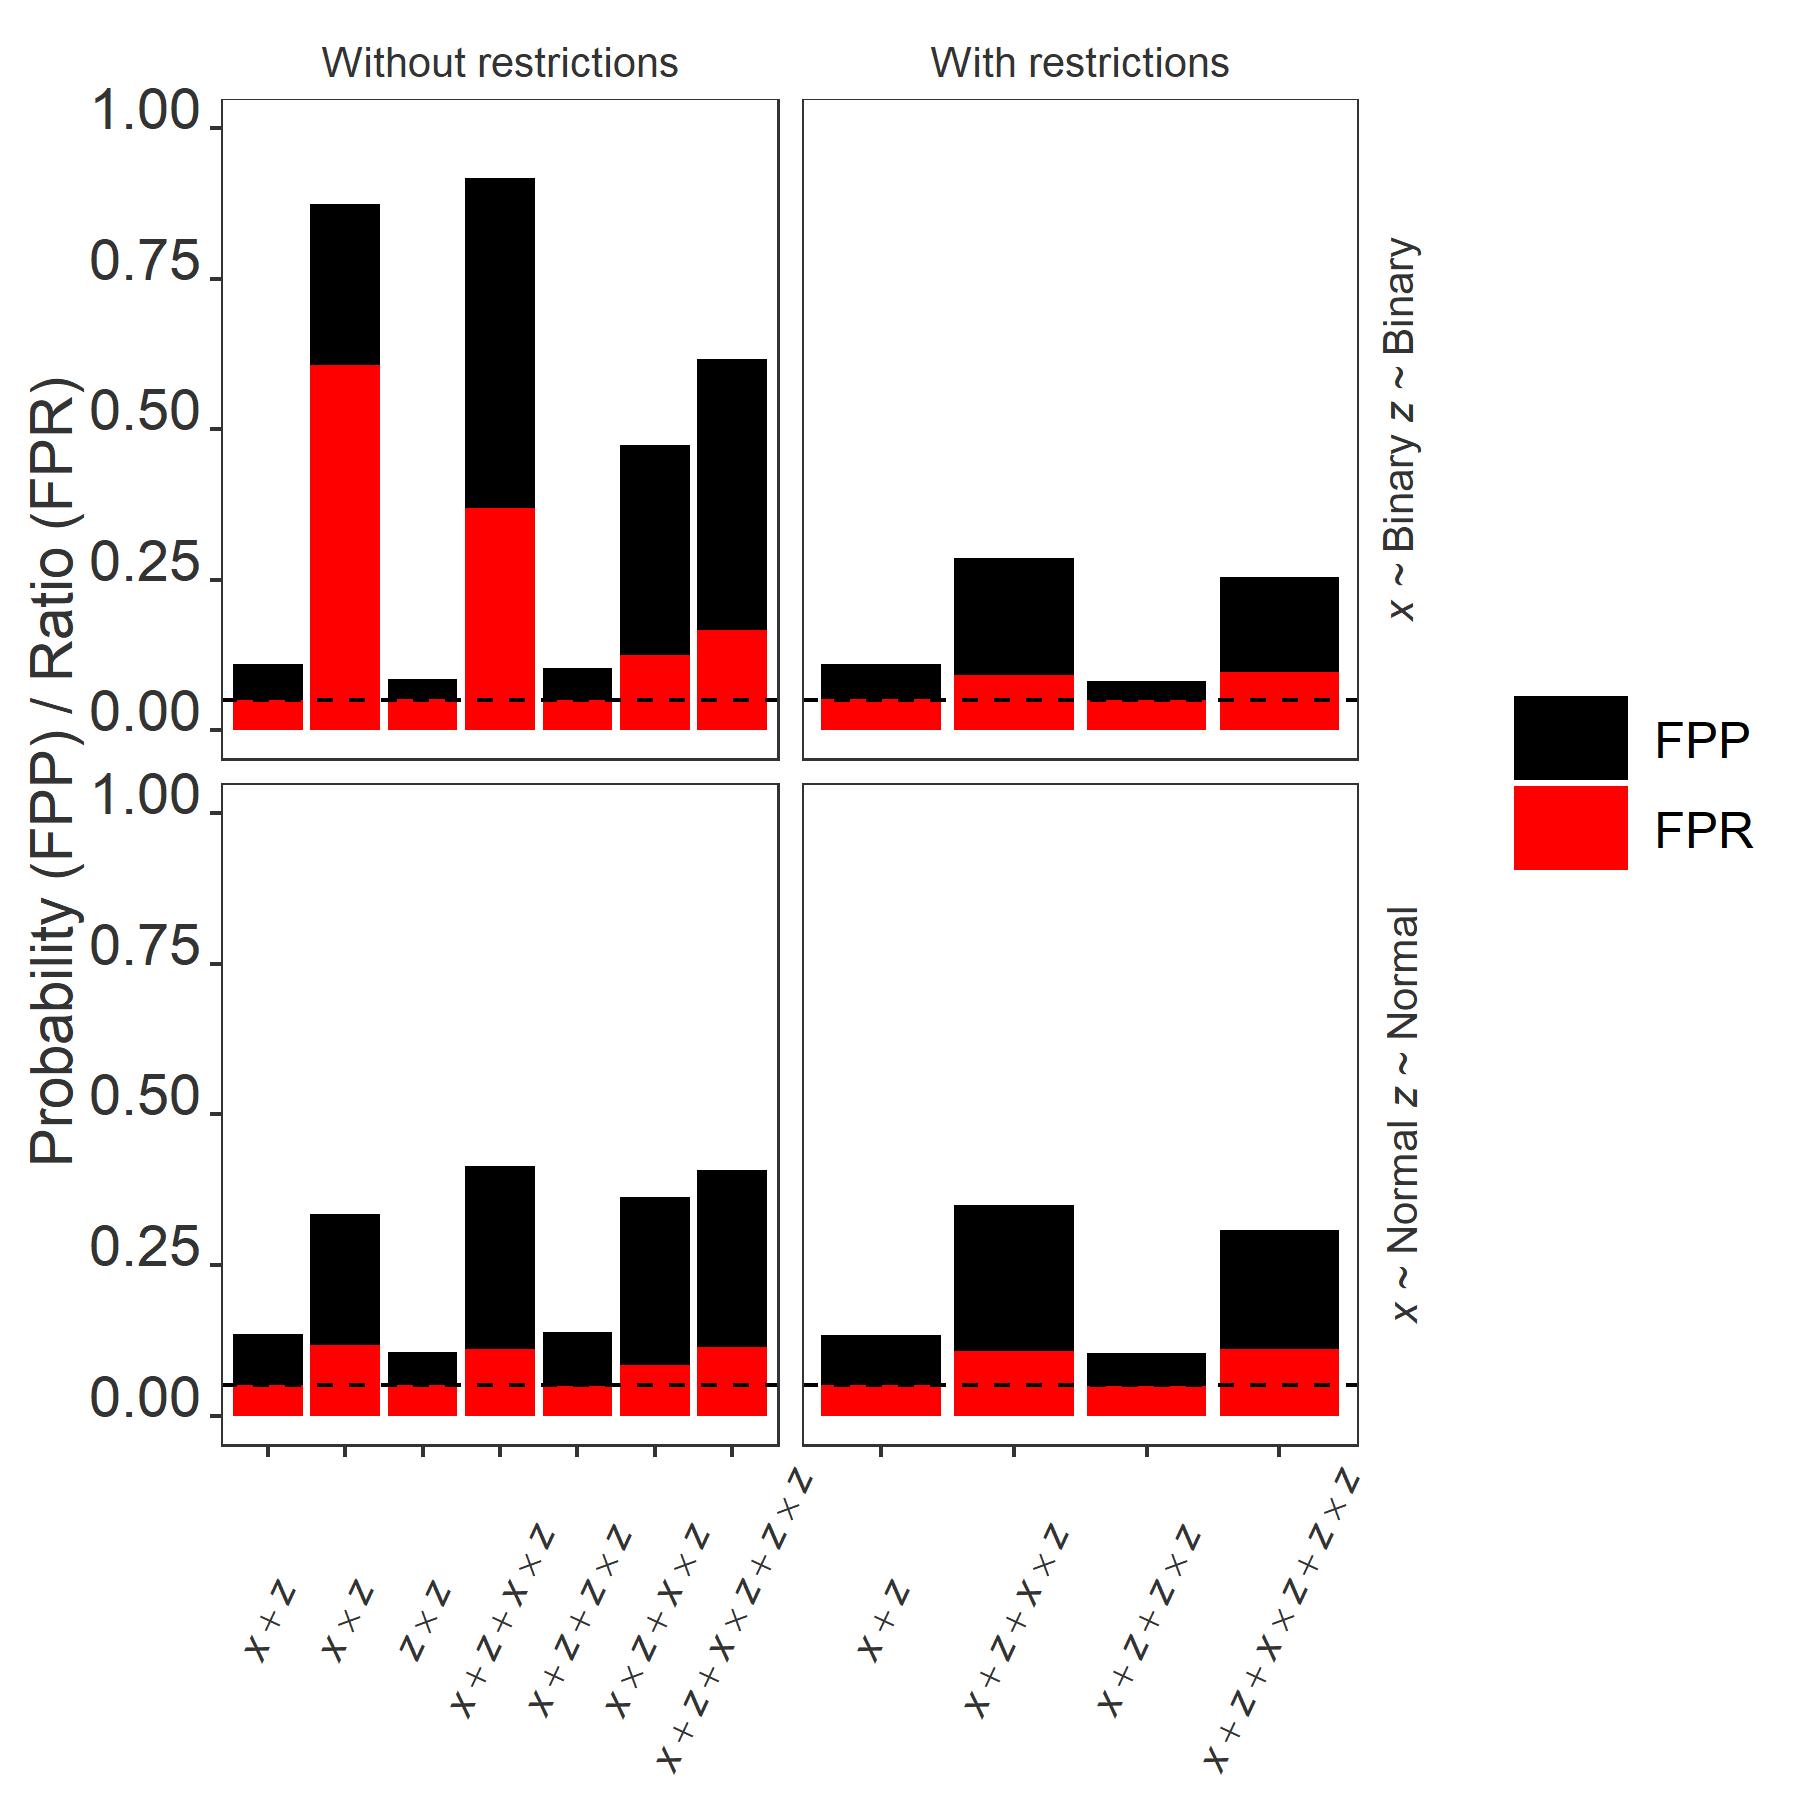 Without restrictions
With restrictions
Probability (FPP) / Ratio (FPR)
1.00
0.75
0.50
0.25
0.00
x ~ Binary z ~ Binary
1.00
0.75
0.50
0.25
0.00
x ~ Normal z ~ Normal
FPP
FPR
x + z
x × z
z × z
x + z + x × z
x + z + z × z
x × z + x × z
x + z + x × z + z × z
x + z
x + z + x × z
x + z + z × z
x + z + x × z + z × z